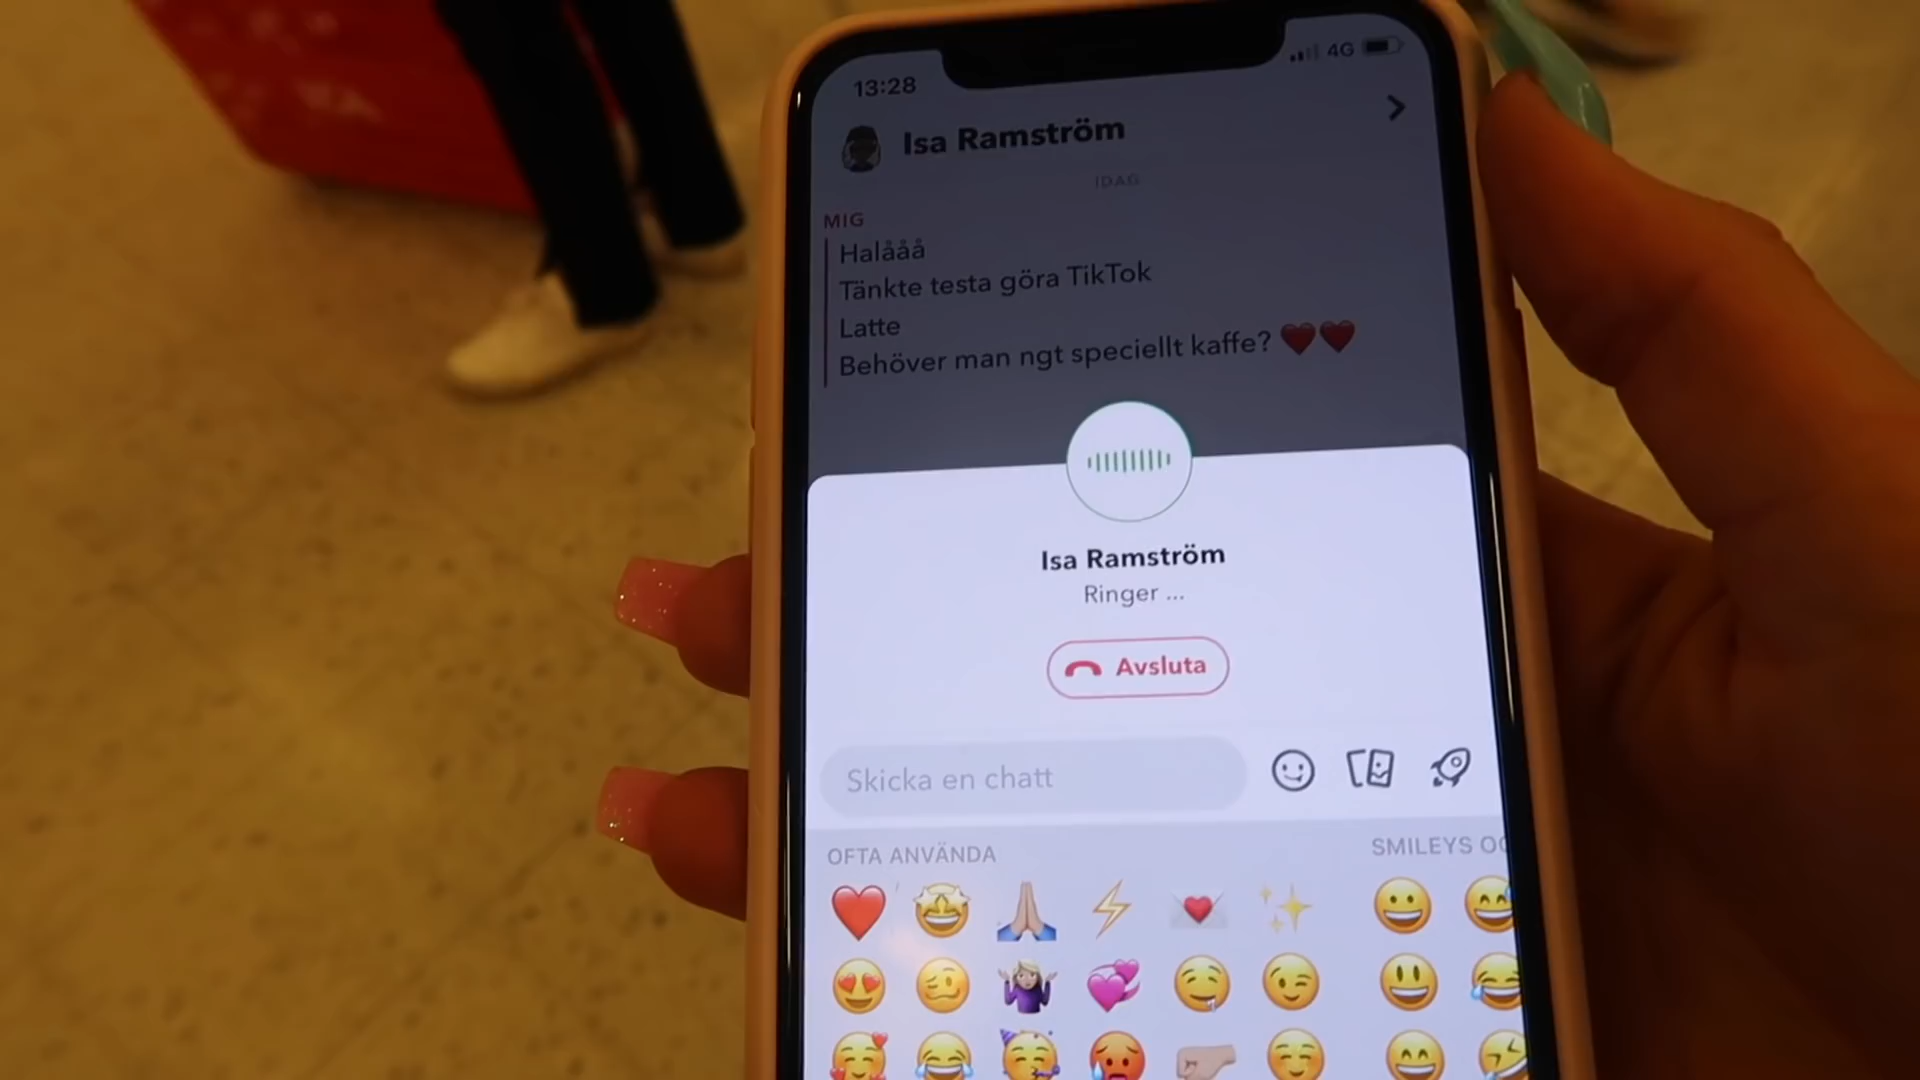 13:28
4G
Isa Ramström
IDAG
MIG
Halååå
Tänkte testa göra TikTok
Latte
Behöver man ngt speciellt kaffe? ❤️❤️
Isa Ramström
Ringer ...
Avsluta
Skicka en chatt
OFTA ANVÄNDA
SMILEYS